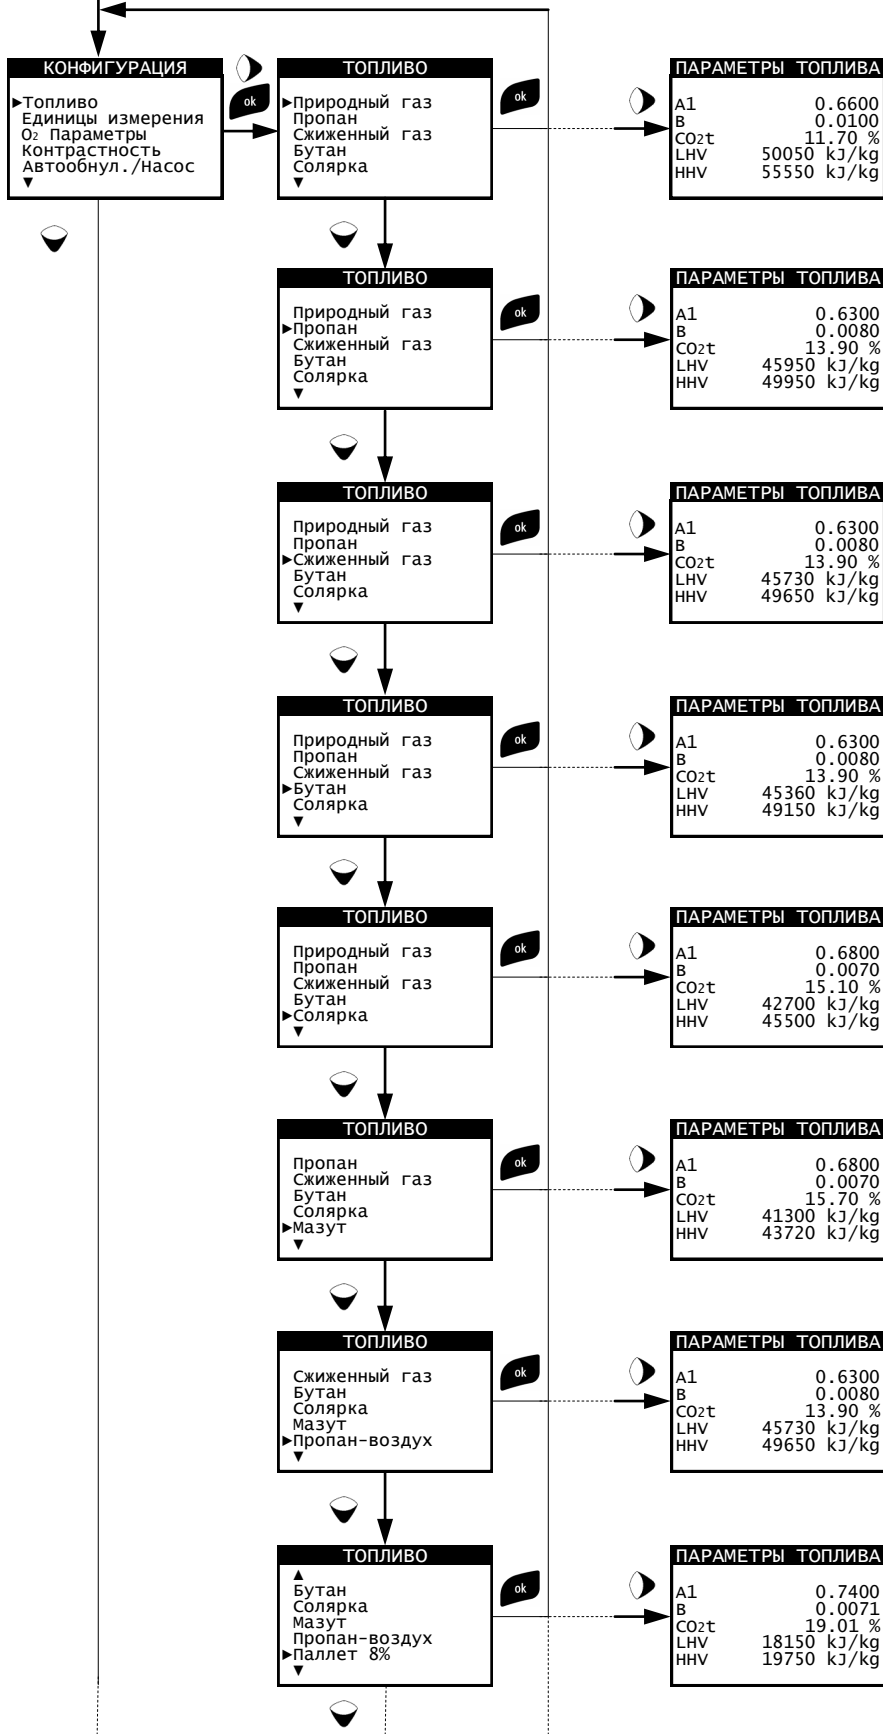 КОНФИГУРАЦИЯ
►Топливо
Единицы измерения
O2 Параметры
Контрастность
Автообнул./Насос
▼
ok
ТОПЛИВО
►Природный газ
Пропан
Сжиженный газ
Бутан
Солярка
▼
ok
ПАРАМЕТРЫ ТОПЛИВА
A1 0.6600
B 0.0100
CO2t 11.70 %
LHV 50050 kJ/kg
HHV 55550 kJ/kg
ТОПЛИВО
Природный газ
►Пропан
Сжиженный газ
Бутан
Солярка
▼
ok
ПАРАМЕТРЫ ТОПЛИВА
A1 0.6300
B 0.0080
CO2t 13.90 %
LHV 45950 kJ/kg
HHV 49950 kJ/kg
ТОПЛИВО
Природный газ
Пропан
►Сжиженный газ
Бутан
Солярка
▼
ok
ПАРАМЕТРЫ ТОПЛИВА
A1 0.6300
B 0.0080
CO2t 13.90 %
LHV 45730 kJ/kg
HHV 49650 kJ/kg
ТОПЛИВО
Природный газ
Пропан
Сжиженный газ
►Бутан
Солярка
▼
ok
ПАРАМЕТРЫ ТОПЛИВА
A1 0.6300
B 0.0080
CO2t 13.90 %
LHV 45360 kJ/kg
HHV 49150 kJ/kg
ТОПЛИВО
Природный газ
Пропан
Сжиженный газ
Бутан
►Солярка
▼
ok
ПАРАМЕТРЫ ТОПЛИВА
A1 0.6800
B 0.0070
CO2t 15.10 %
LHV 42700 kJ/kg
HHV 45500 kJ/kg
ТОПЛИВО
Пропан
Сжиженный газ
Бутан
Солярка
►Мазут
▼
ok
ПАРАМЕТРЫ ТОПЛИВА
A1 0.6800
B 0.0070
CO2t 15.70 %
LHV 41300 kJ/kg
HHV 43720 kJ/kg
ТОПЛИВО
Сжиженный газ
Бутан
Солярка
Мазут
►Пропан-воздух
▼
ok
ПАРАМЕТРЫ ТОПЛИВА
A1 0.6300
B 0.0080
CO2t 13.90 %
LHV 45730 kJ/kg
HHV 49650 kJ/kg
ТОПЛИВО
▲
Бутан
Солярка
Мазут
Пропан-воздух
►Паллет 8%
▼
ok
ПАРАМЕТРЫ ТОПЛИВА
A1 0.7400
B 0.0071
CO2t 19.01 %
LHV 18150 kJ/kg
HHV 19750 kJ/kg